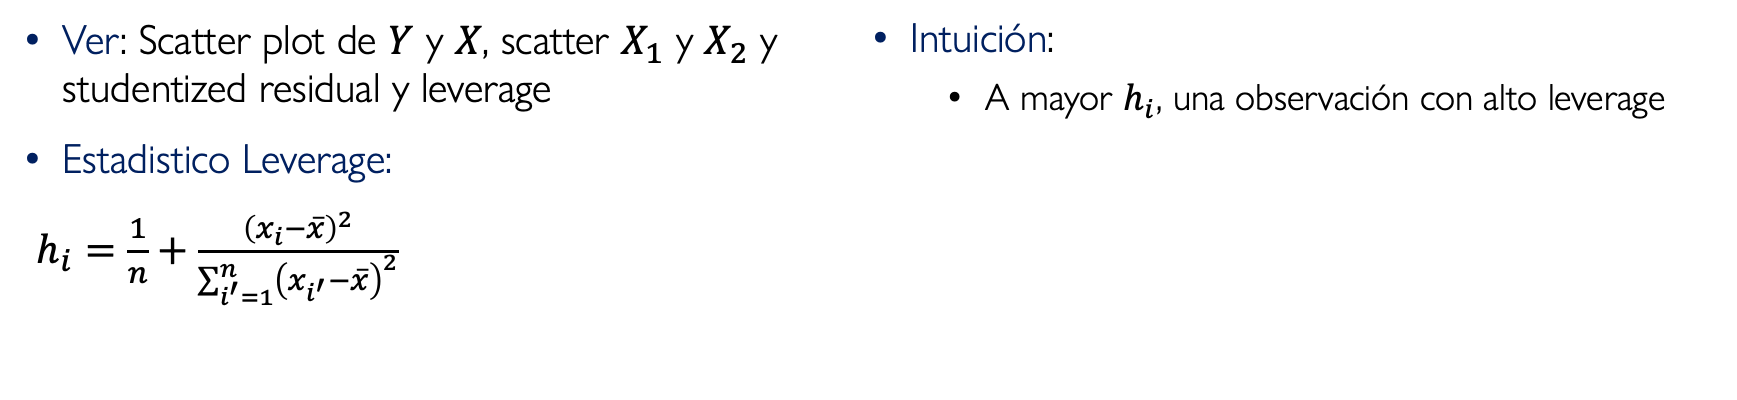 • Ver: Scatter plot de Y y X, scatter X₁ y X₂ y
studentized residual y leverage
• Estadistico Leverage:
hᵢ = 1/n + (xᵢ−x̄)² / ∑ⁿᵢ′₌₁(xᵢ′−x̄)²
• Intuición:
• A mayor hᵢ, una observación con alto leverage